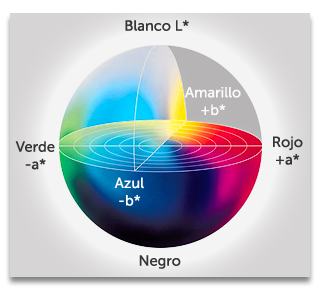 Blanco L*
Amarillo
+b*
Verde
-a*
Rojo
+a*
Azul
-b*
Negro